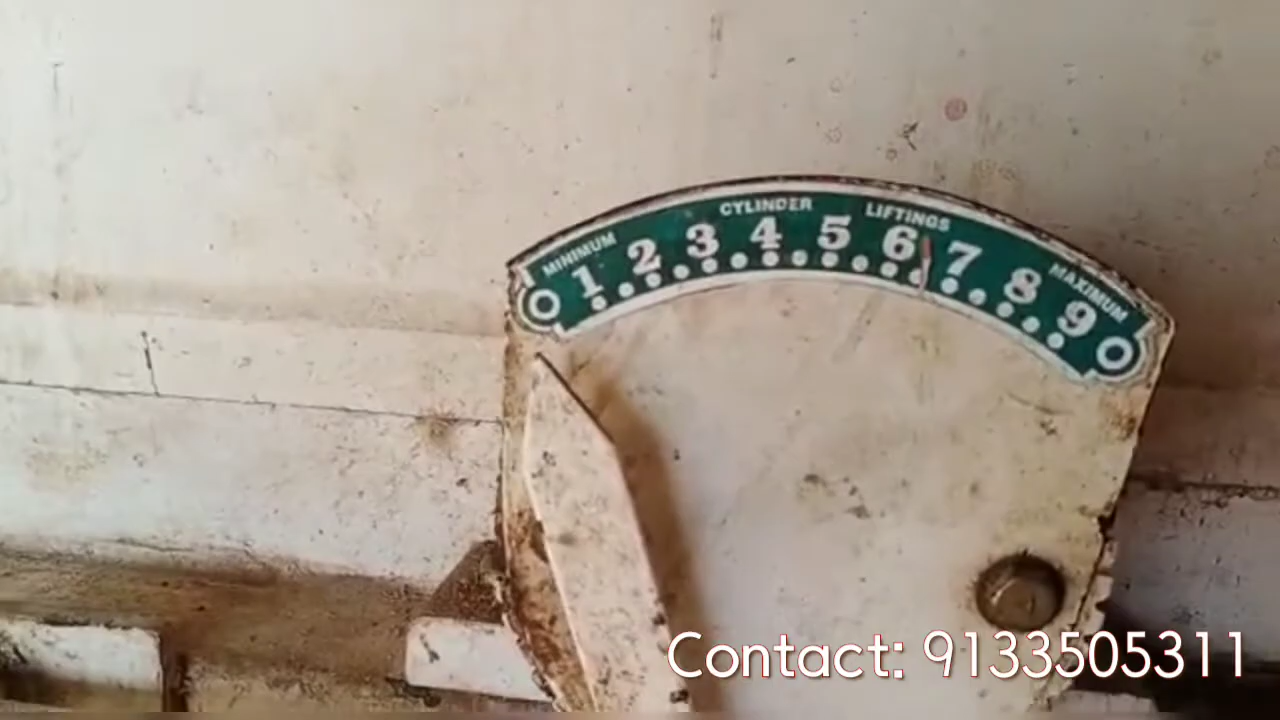 CYLINDER LIFTINGS
MINIMUM 1 2 3 4 5 6 7 8 9 MAXIMUM
Contact: 9133505311